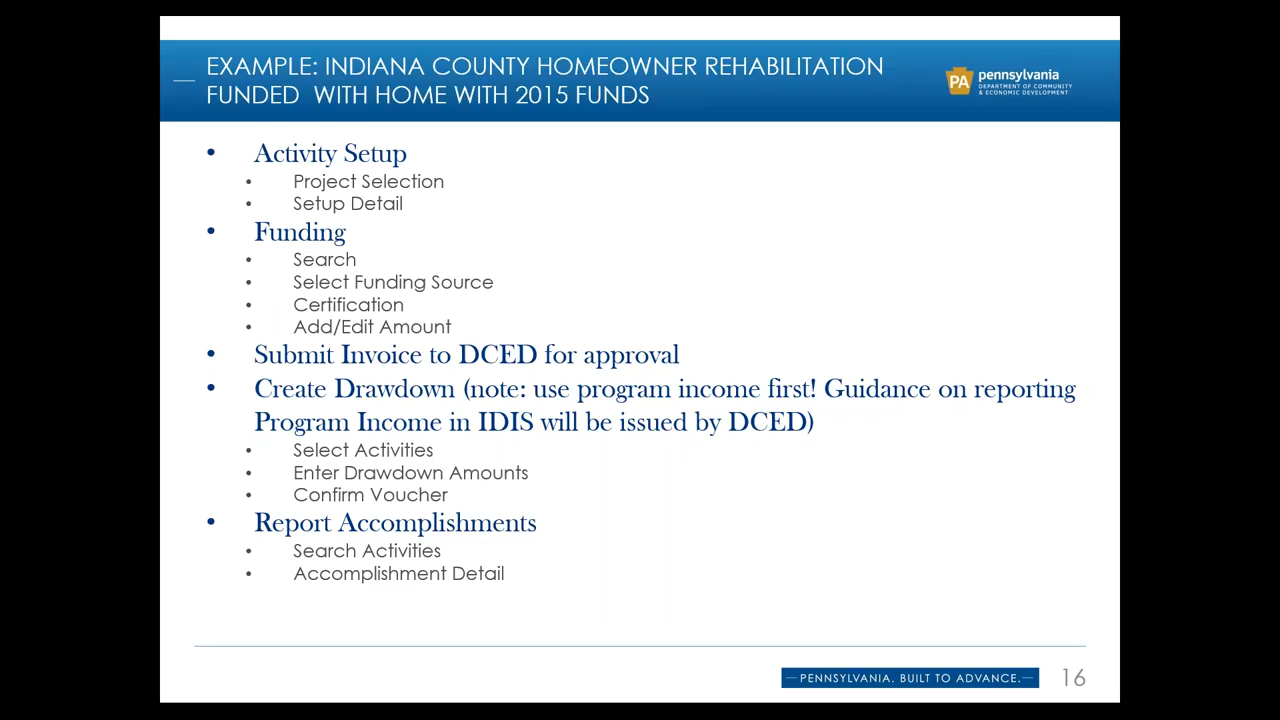 EXAMPLE: INDIANA COUNTY HOMEOWNER REHABILITATION
FUNDED WITH HOME WITH 2015 FUNDS
PA
pennsylvania
DEPARTMENT OF COMMUNITY
& ECONOMIC DEVELOPMENT
• Activity Setup
• Project Selection
• Setup Detail
• Funding
• Search
• Select Funding Source
• Certification
• Add/Edit Amount
• Submit Invoice to DCED for approval
• Create Drawdown (note: use program income first! Guidance on reporting
Program Income in IDIS will be issued by DCED)
• Select Activities
• Enter Drawdown Amounts
• Confirm Voucher
• Report Accomplishments
• Search Activities
• Accomplishment Detail
PENNSYLVANIA. BUILT TO ADVANCE.
16